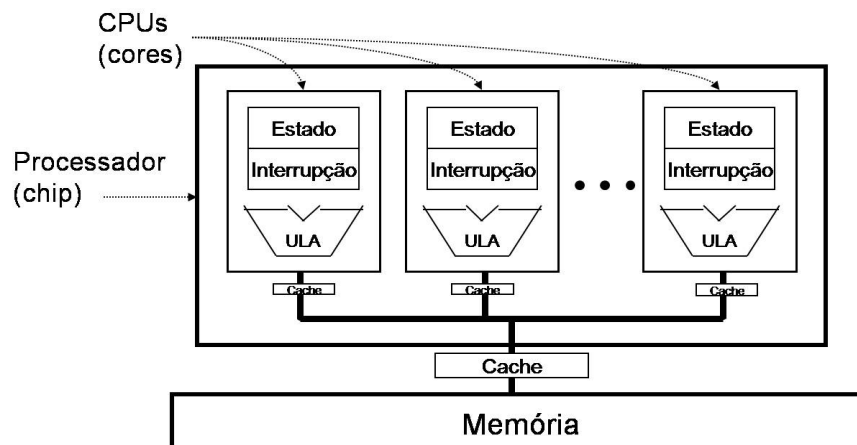 CPUs
(cores)
Processador
(chip)
Estado
Interrupção
ULA
Cache
Estado
Interrupção
ULA
Cache
• • •
Estado
Interrupção
ULA
Cache
Cache
Memória